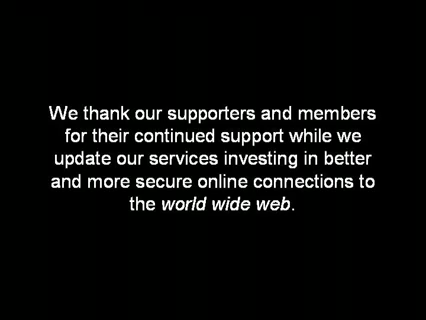 We thank our supporters and members
for their continued support while we
update our services investing in better
and more secure online connections to
the world wide web.